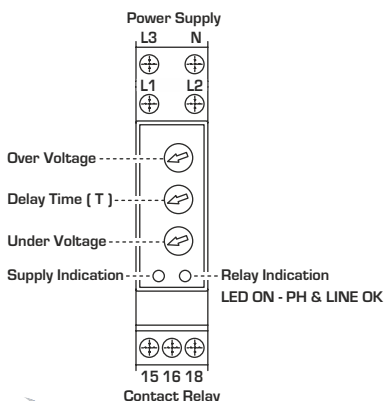 Power Supply
L3 N
L1 L2
Over Voltage
Delay Time ( T )
Under Voltage
Supply Indication
Relay Indication
LED ON - PH & LINE OK
15 16 18
Contact Relay